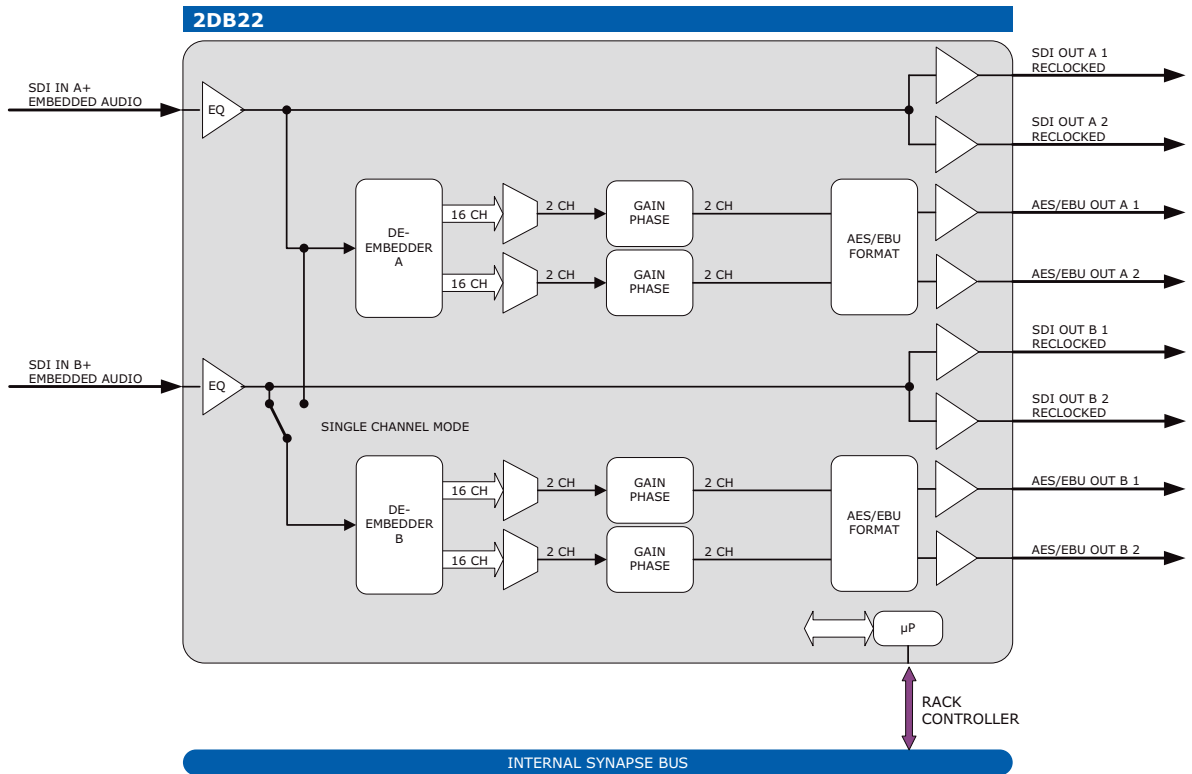 2DB22
SDI IN A+
EMBEDDED AUDIO
EQ
SDI OUT A 1
RECLOCKED
SDI OUT A 2
RECLOCKED
DE-
EMBEDDER
A
16 CH
2 CH
GAIN
PHASE
2 CH
16 CH
2 CH
GAIN
PHASE
2 CH
AES/EBU
FORMAT
AES/EBU OUT A 1
AES/EBU OUT A 2
SDI IN B+
EMBEDDED AUDIO
EQ
SDI OUT B 1
RECLOCKED
SDI OUT B 2
RECLOCKED
SINGLE CHANNEL MODE
DE-
EMBEDDER
B
16 CH
2 CH
GAIN
PHASE
2 CH
16 CH
2 CH
GAIN
PHASE
2 CH
AES/EBU
FORMAT
AES/EBU OUT B 1
AES/EBU OUT B 2
µP
RACK
CONTROLLER
INTERNAL SYNAPSE BUS